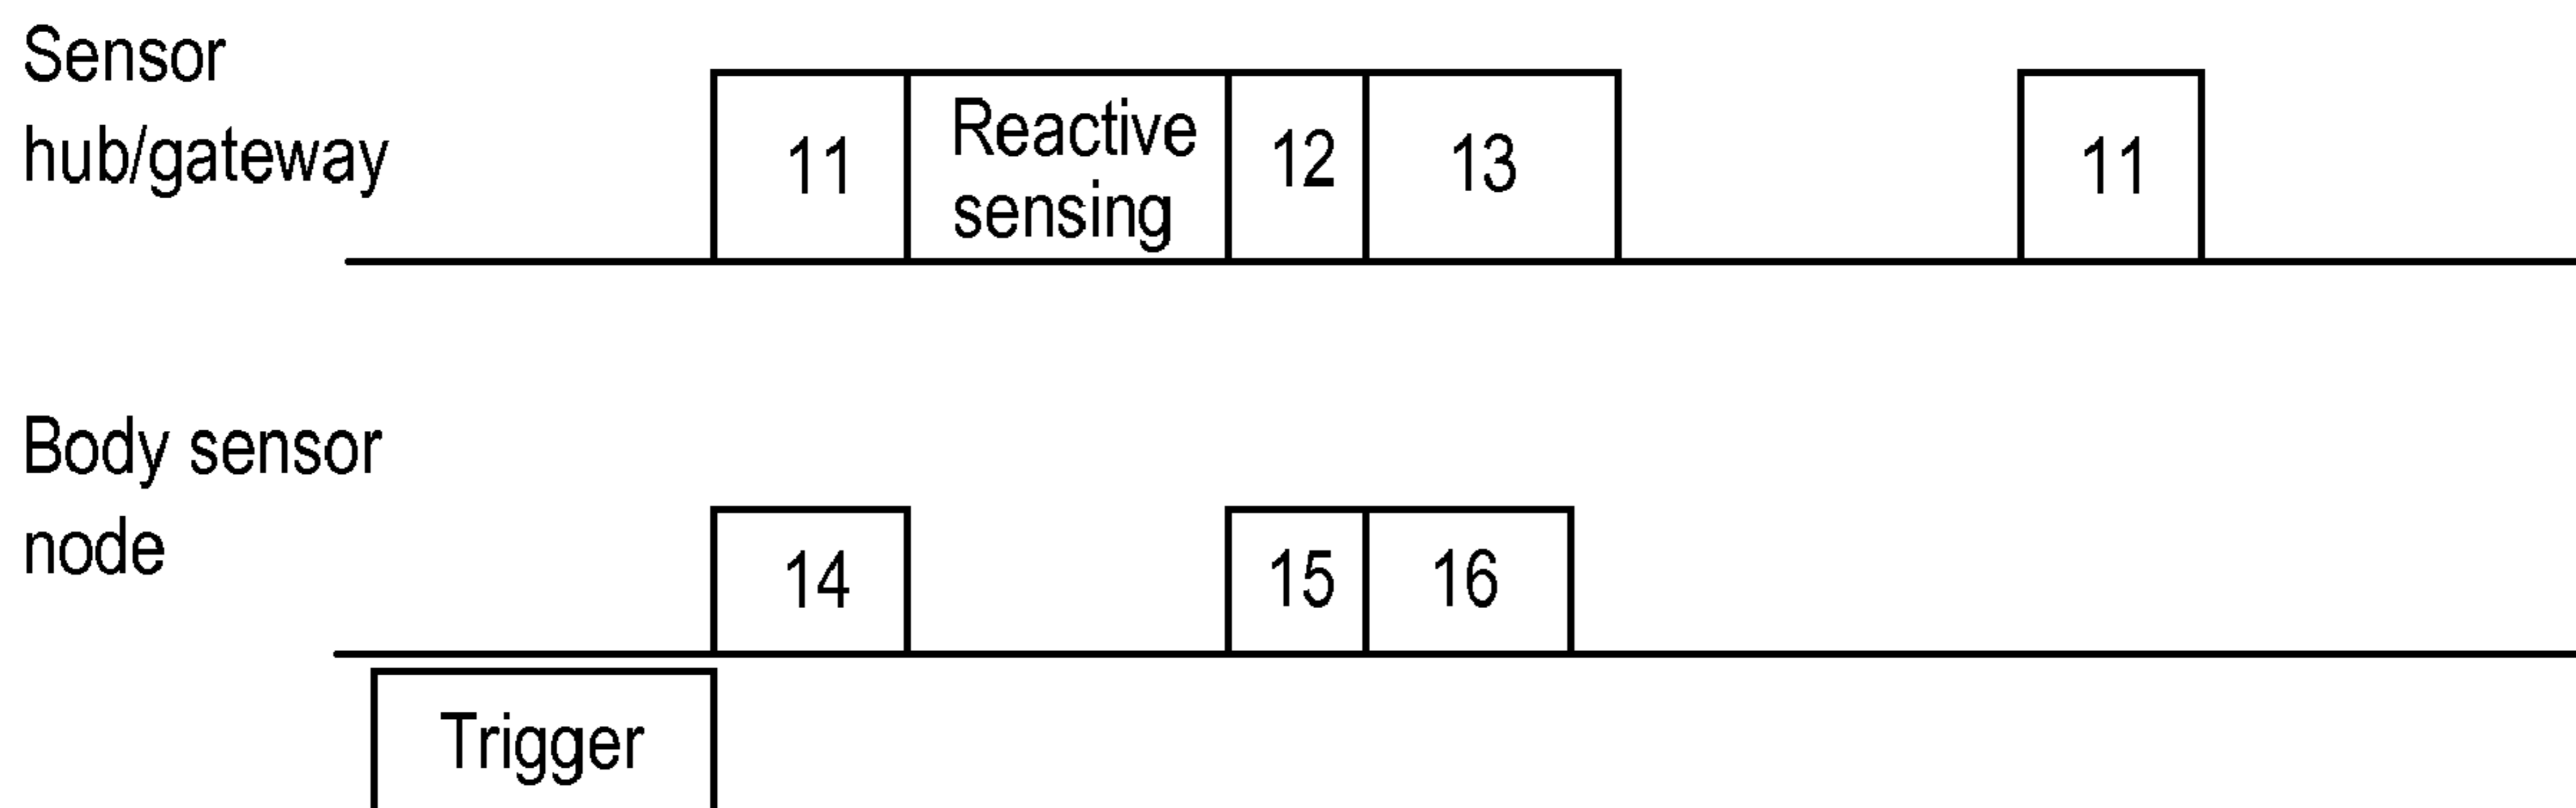 Sensor
hub/gateway
11
Reactive
sensing
12
13
11
Body sensor
node
14
15
16
Trigger